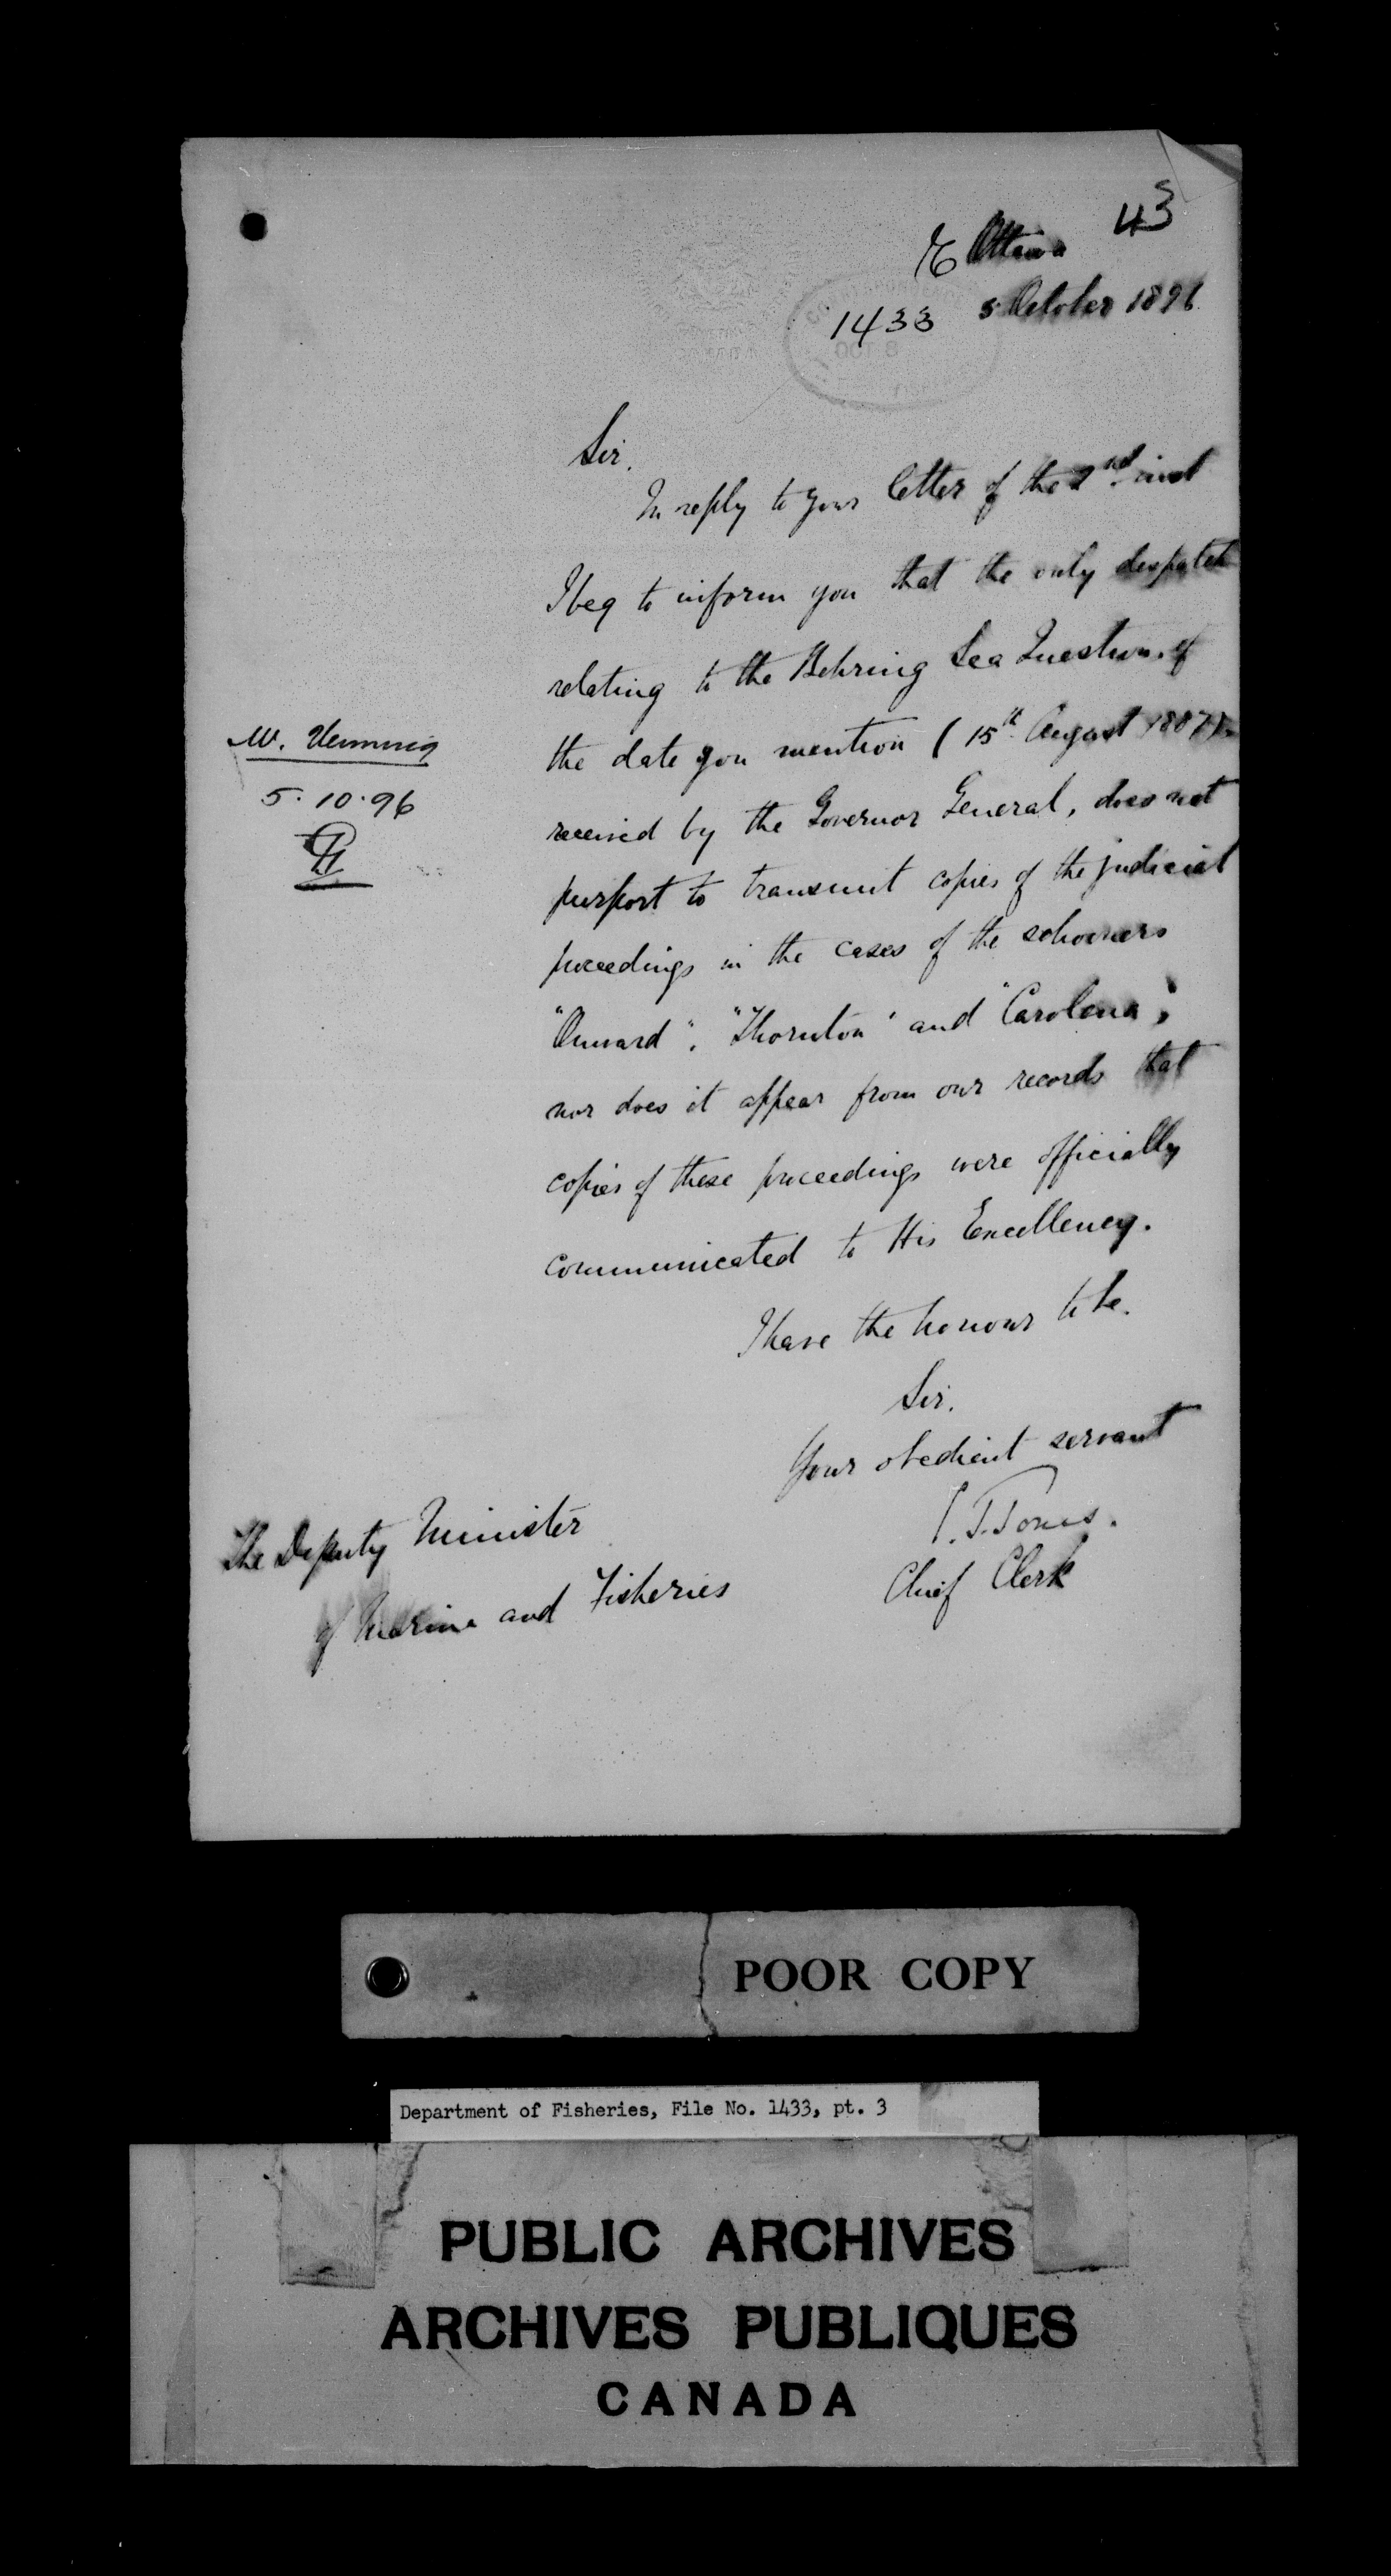 43
Ottawa
1433 5 October 1896
Sir,
In reply to your letter of the 2nd inst
I beg to inform you that the only despatch
relating to the Behring Sea Question of
the date you mention (15th August 1887)
received by the Governor General, does not
purport to transmit copies of the judicial
proceedings in the cases of the schooners
"Onward", "Thornton" and "Carolena";
nor does it appear from our records that
copies of these proceedings were officially
communicated to His Excellency.
I have the honour to be.
Sir.
Your obedient servant
Jones.
Chief Clerk
The Deputy Minister
of Marine and Fisheries
5.10.96
POOR COPY
Department of Fisheries, File No. 1433, pt. 3
PUBLIC ARCHIVES
ARCHIVES PUBLIQUES
CANADA